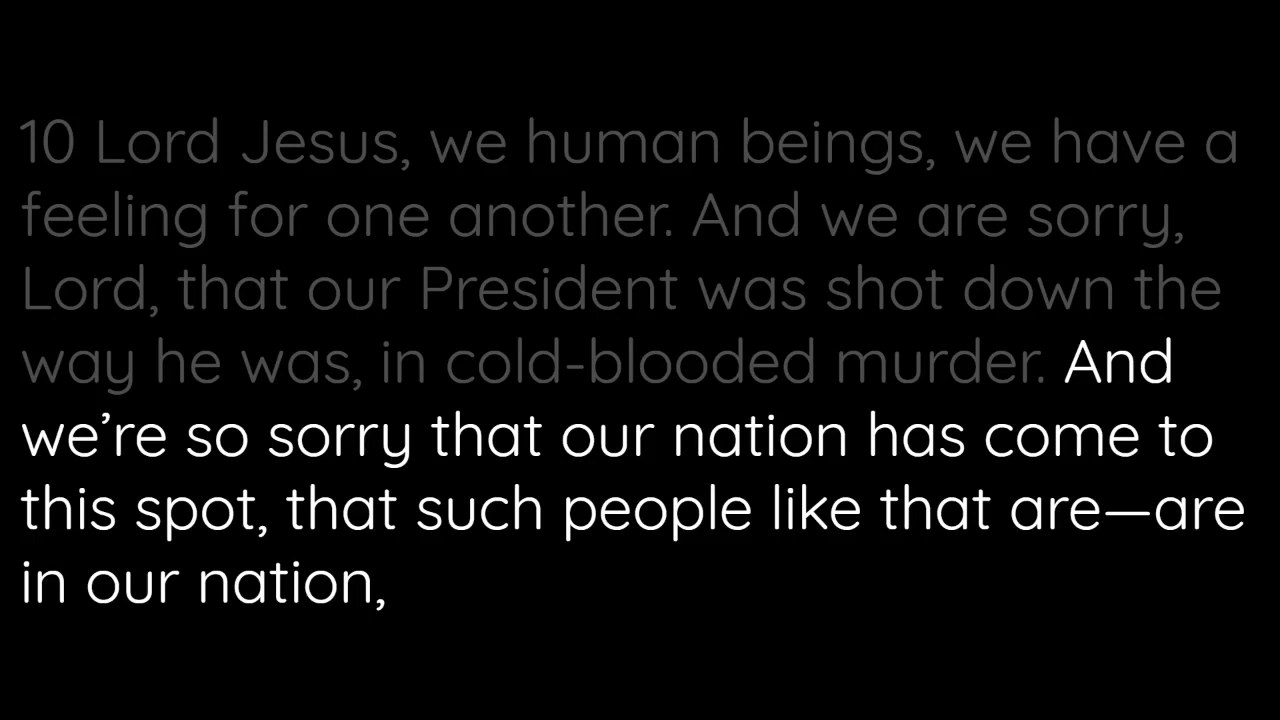 10 Lord Jesus, we human beings, we have a
feeling for one another. And we are sorry,
Lord, that our President was shot down the
way he was, in cold-blooded murder. And
we’re so sorry that our nation has come to
this spot, that such people like that are—are
in our nation,